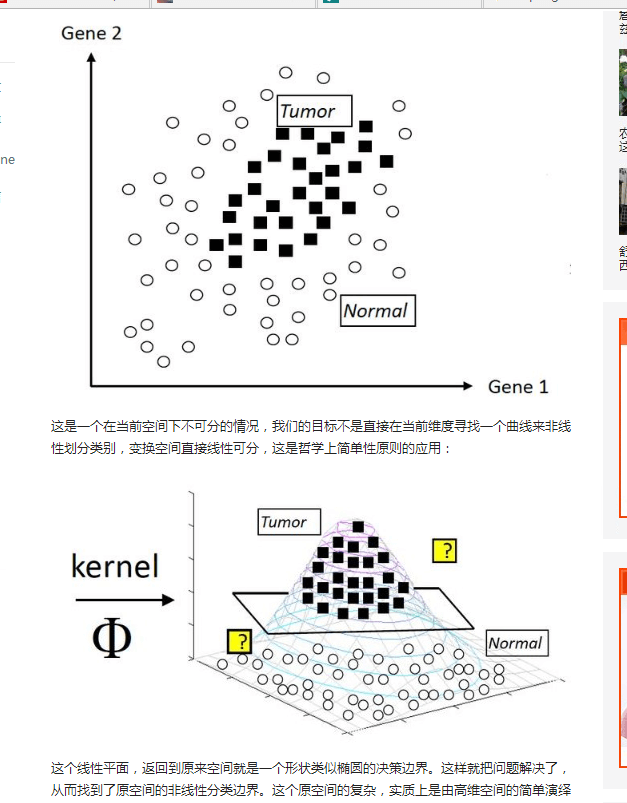 Gene 2
Tumor
Normal
Gene 1
这是一个在当前空间下不可分的情况，我们的目标不是直接在当前维度寻找一个曲线来非线
性划分类别，变换空间直接线性可分，这是哲学上简单性原则的应用：
kernel
Φ
Tumor
?
?
Normal
这个线性平面，返回到原来空间就是一个形状类似椭圆的决策边界。这样就把问题解决了，
从而找到了原空间的非线性分类边界。这个原空间的复杂，实质上是由高维空间的简单演绎
ne
农
这
舒
西